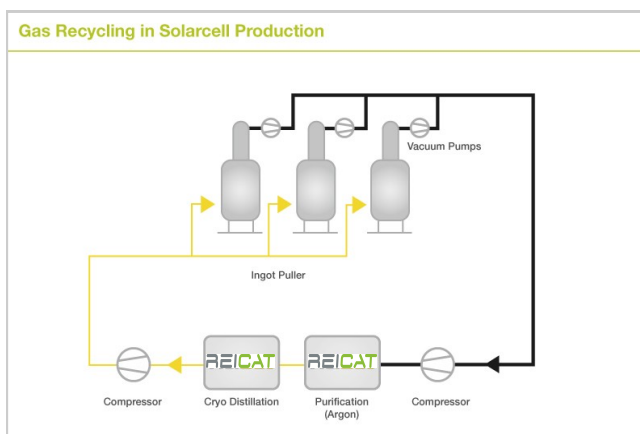 Gas Recycling in Solarcell Production
Vacuum Pumps
Ingot Puller
REICAT
REICAT
Compressor
Cryo Distillation
Purification
(Argon)
Compressor